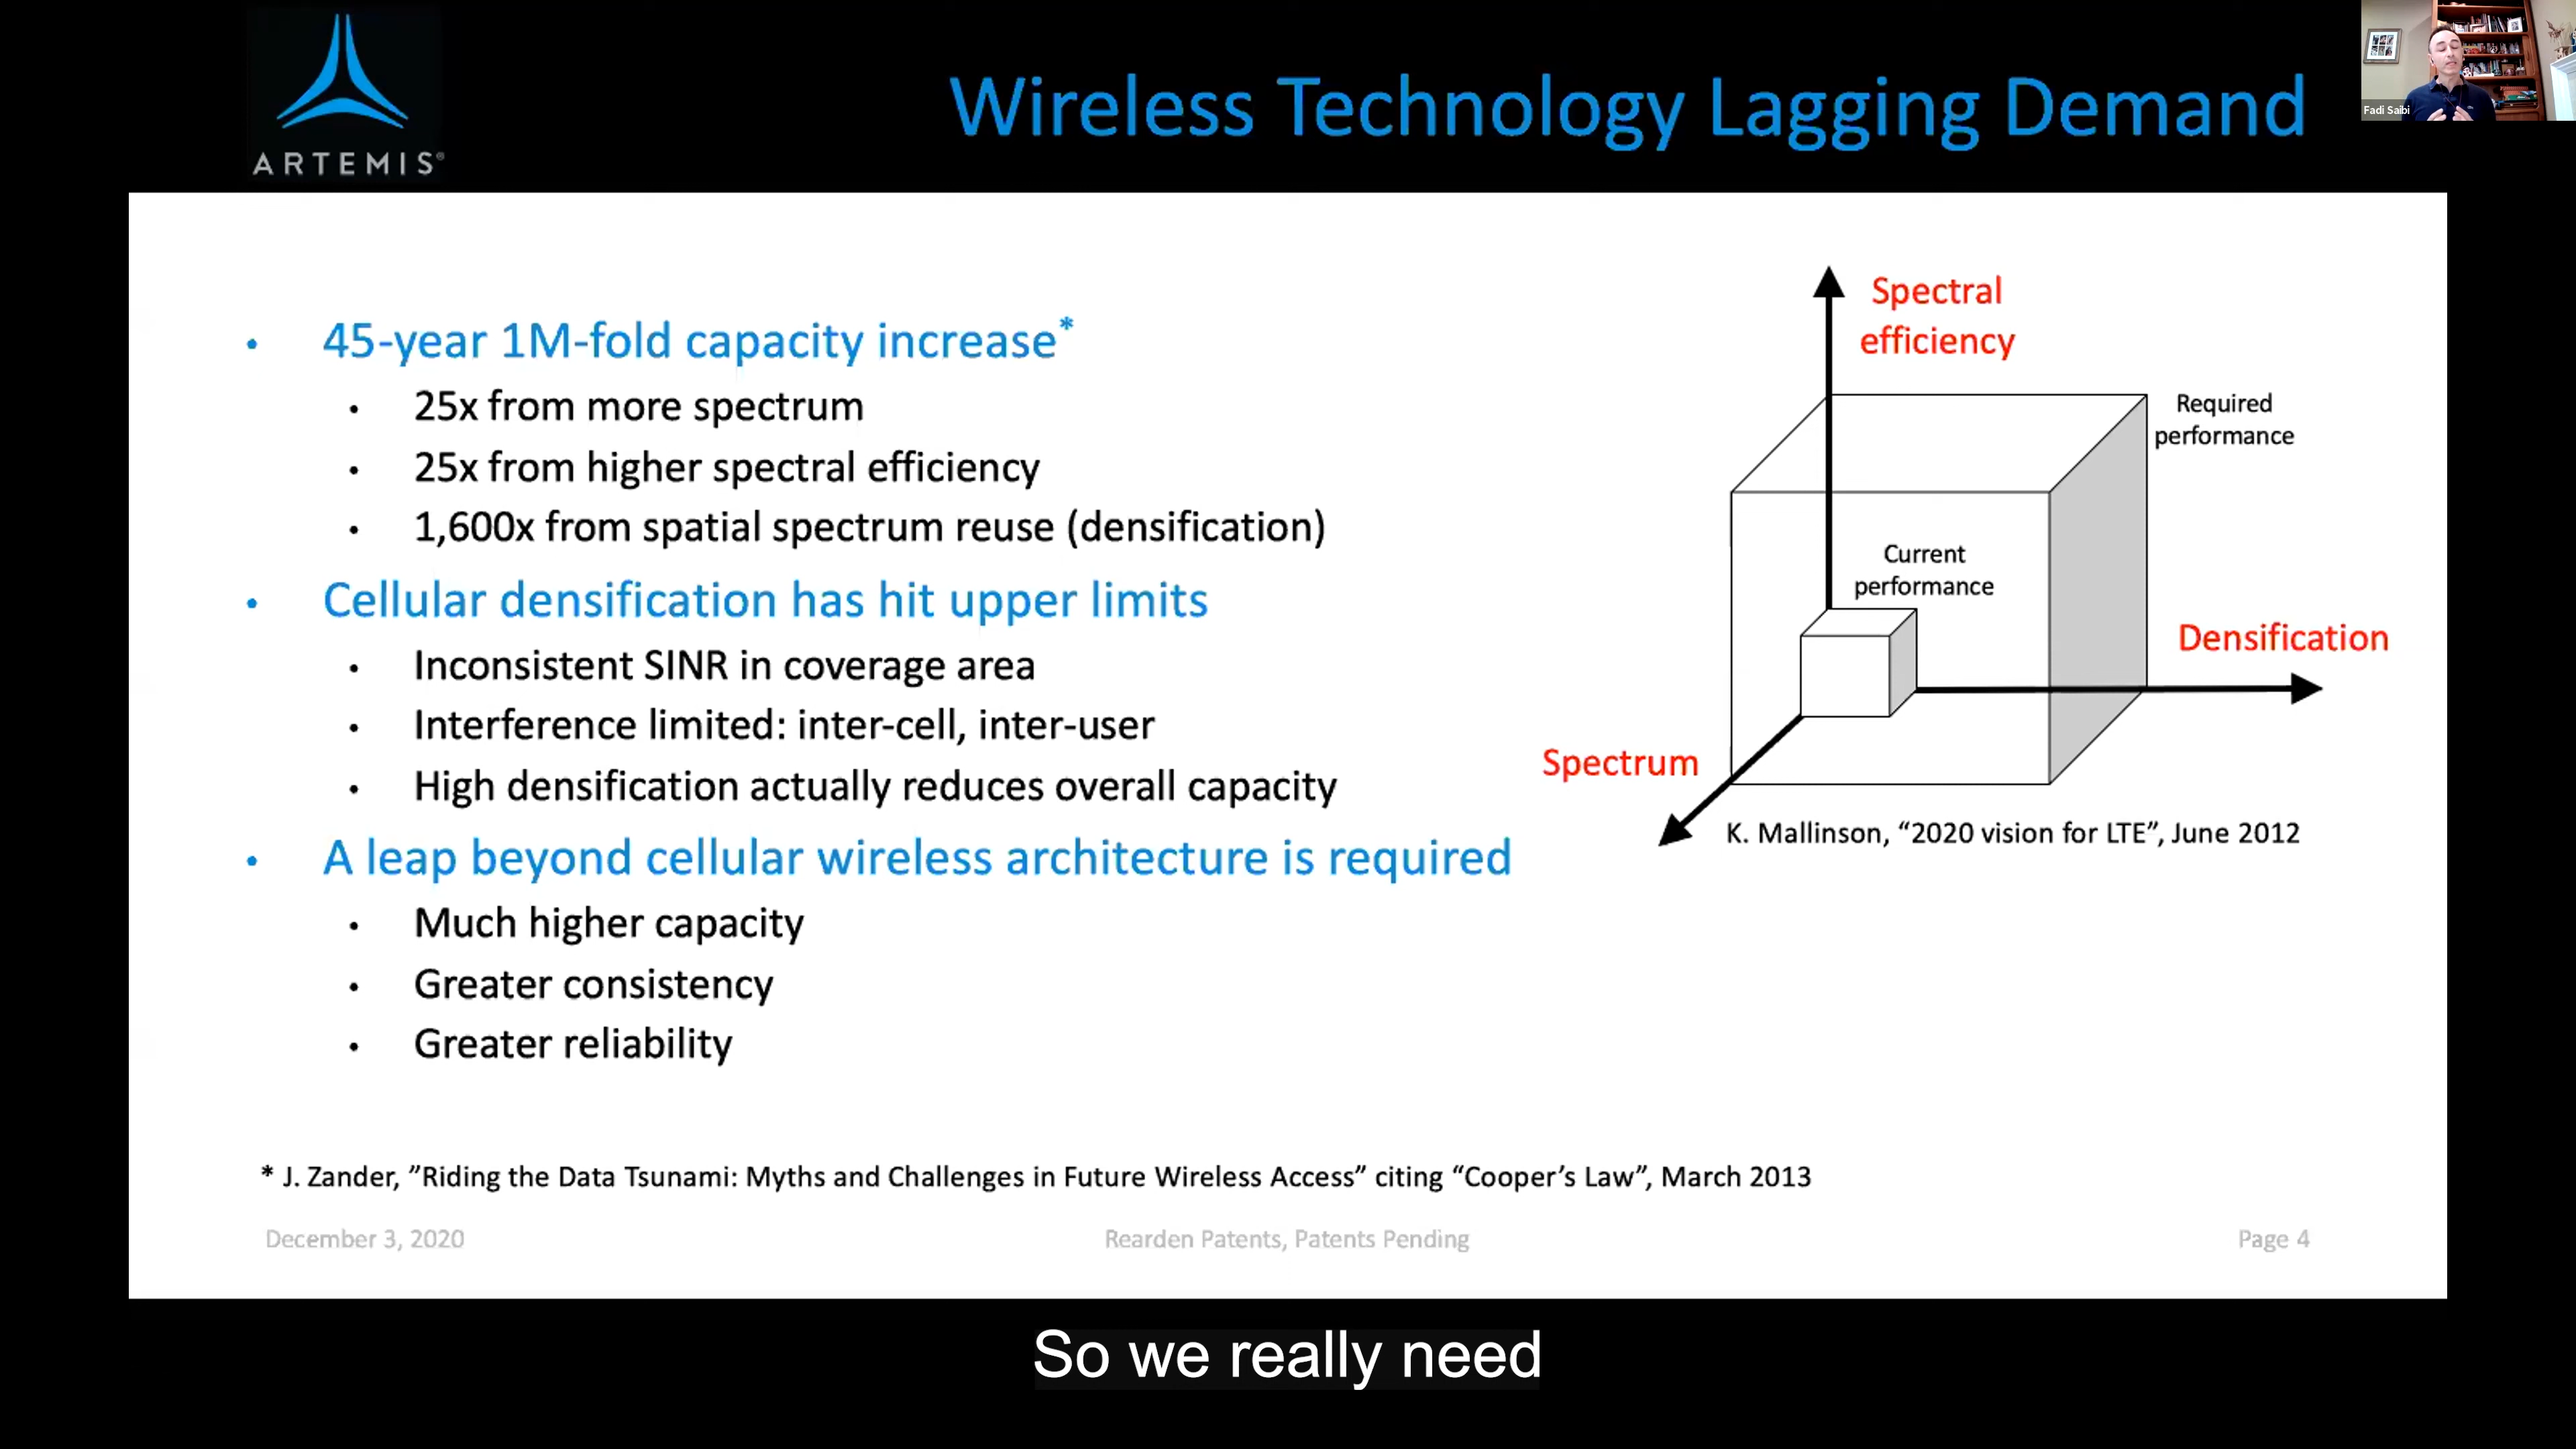 ARTEMIS®
Wireless Technology Lagging Demand
Fadi Saibi
• 45-year 1M-fold capacity increase*
• 25x from more spectrum
• 25x from higher spectral efficiency
• 1,600x from spatial spectrum reuse (densification)
• Cellular densification has hit upper limits
• Inconsistent SINR in coverage area
• Interference limited: inter-cell, inter-user
• High densification actually reduces overall capacity
• A leap beyond cellular wireless architecture is required
• Much higher capacity
• Greater consistency
• Greater reliability
Spectral
efficiency
Required
performance
Current
performance
Densification
Spectrum
K. Mallinson, “2020 vision for LTE”, June 2012
* J. Zander, ”Riding the Data Tsunami: Myths and Challenges in Future Wireless Access” citing “Cooper’s Law”, March 2013
December 3, 2020
Rearden Patents, Patents Pending
Page 4
So we really need